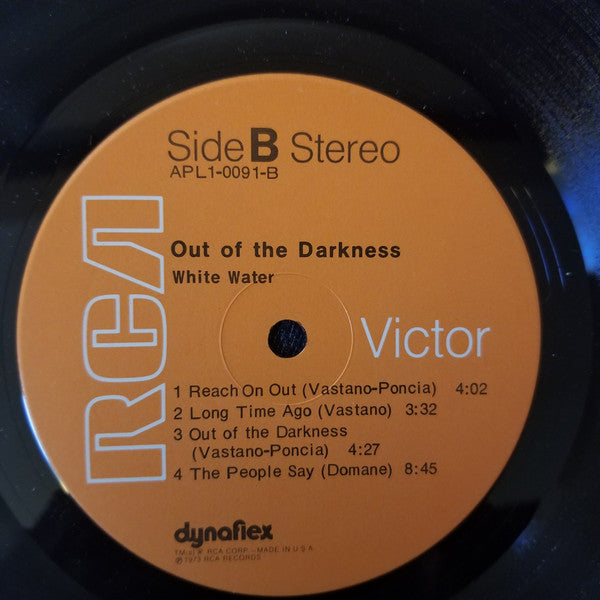 Side B Stereo
APL1-0091-B
RCA
Out of the Darkness
White Water
Victor
1 Reach On Out (Vastano-Poncia) 4:02
2 Long Time Ago (Vastano) 3:32
3 Out of the Darkness
(Vastano-Poncia) 4:27
4 The People Say (Domane) 8:45
dynaflex
TM(s) ® RCA CORP.-MADE IN U.S.A.
℗ 1973 RCA RECORDS